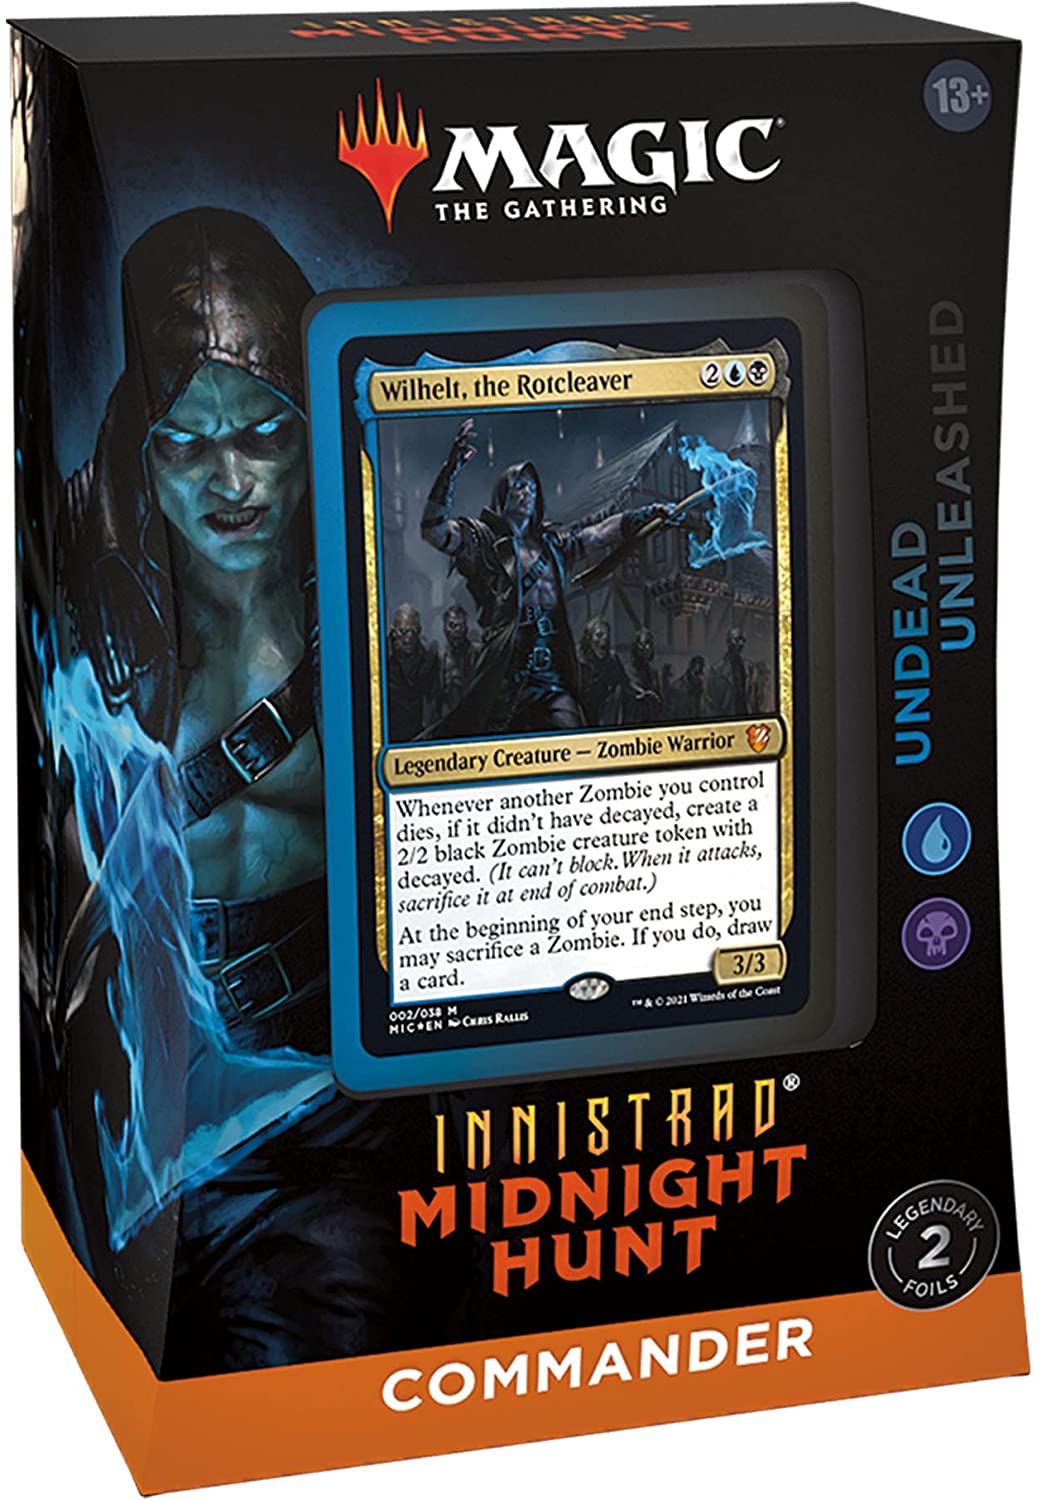 INNISTRAD®
MIDNIGHT HUNT
13+
MAGIC®
THE GATHERING
Wilhelt, the Rotcleaver 2
Legendary Creature — Zombie Warrior
Whenever another Zombie you control
dies, if it didn't have decayed, create a
2/2 black Zombie creature token with
decayed. (It can't block. When it attacks,
sacrifice it at end of combat.)
At the beginning of your end step, you
may sacrifice a Zombie. If you do, draw
a card.
3/3
002/038 M
MIC★EN Chris Rallis
™ & © 2021 Wizards of the Coast
UNDEAD
UNLEASHED
INNISTRAD®
MIDNIGHT
HUNT
LEGENDARY
2
FOILS
COMMANDER